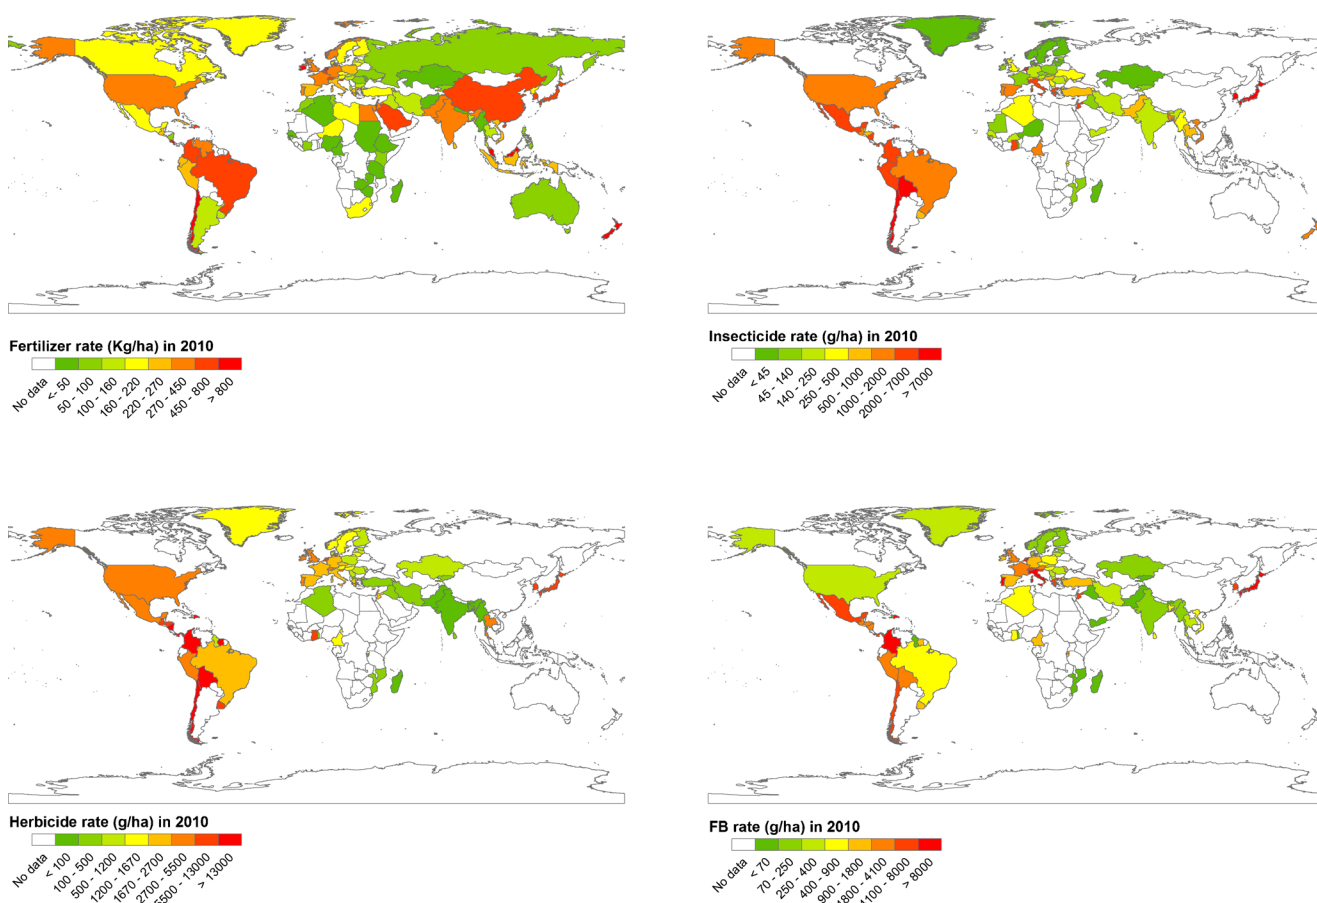 Fertilizer rate (Kg/ha) in 2010
No data
<- 50
50 - 100
100 - 160
160 - 220
220 - 270
270 - 450
450 - 800
> 800
Insecticide rate (g/ha) in 2010
No data
< 45
45 - 140
140 - 250
250 - 500
500 - 1000
1000 - 2000
2000 - 7000
> 7000
Herbicide rate (g/ha) in 2010
No data
< 100
100 - 500
500 - 1200
1200 - 1670
1670 - 2700
2700 - 5500
5500 - 13000
> 13000
FB rate (g/ha) in 2010
No data
< 70
70 - 250
250 - 400
400 - 900
900 - 1800
1800 - 4100
4100 - 8000
> 8000